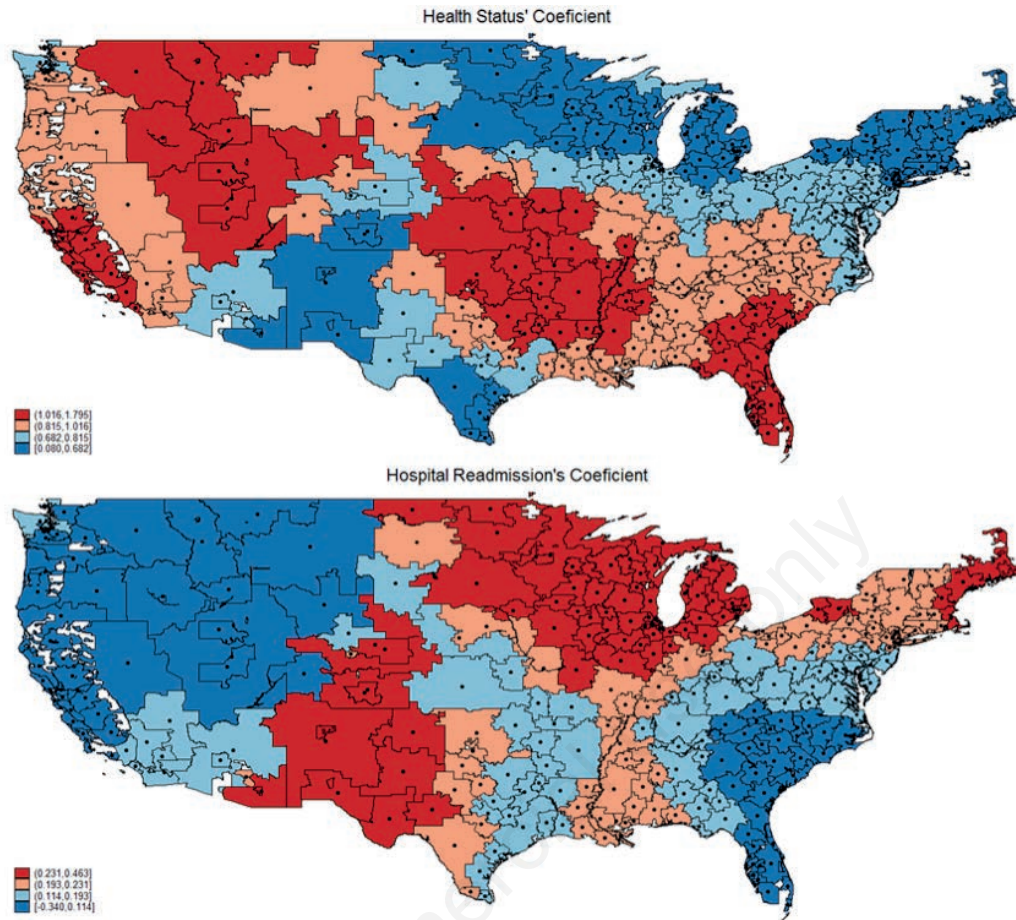 Health Status' Coeficient
(1.016,1.795]
(0.815,1.016]
(0.682,0.815]
[0.080,0.682]
Hospital Readmission's Coeficient
(0.231,0.463]
(0.193,0.231]
(0.114,0.193]
[-0.340,0.114]
only